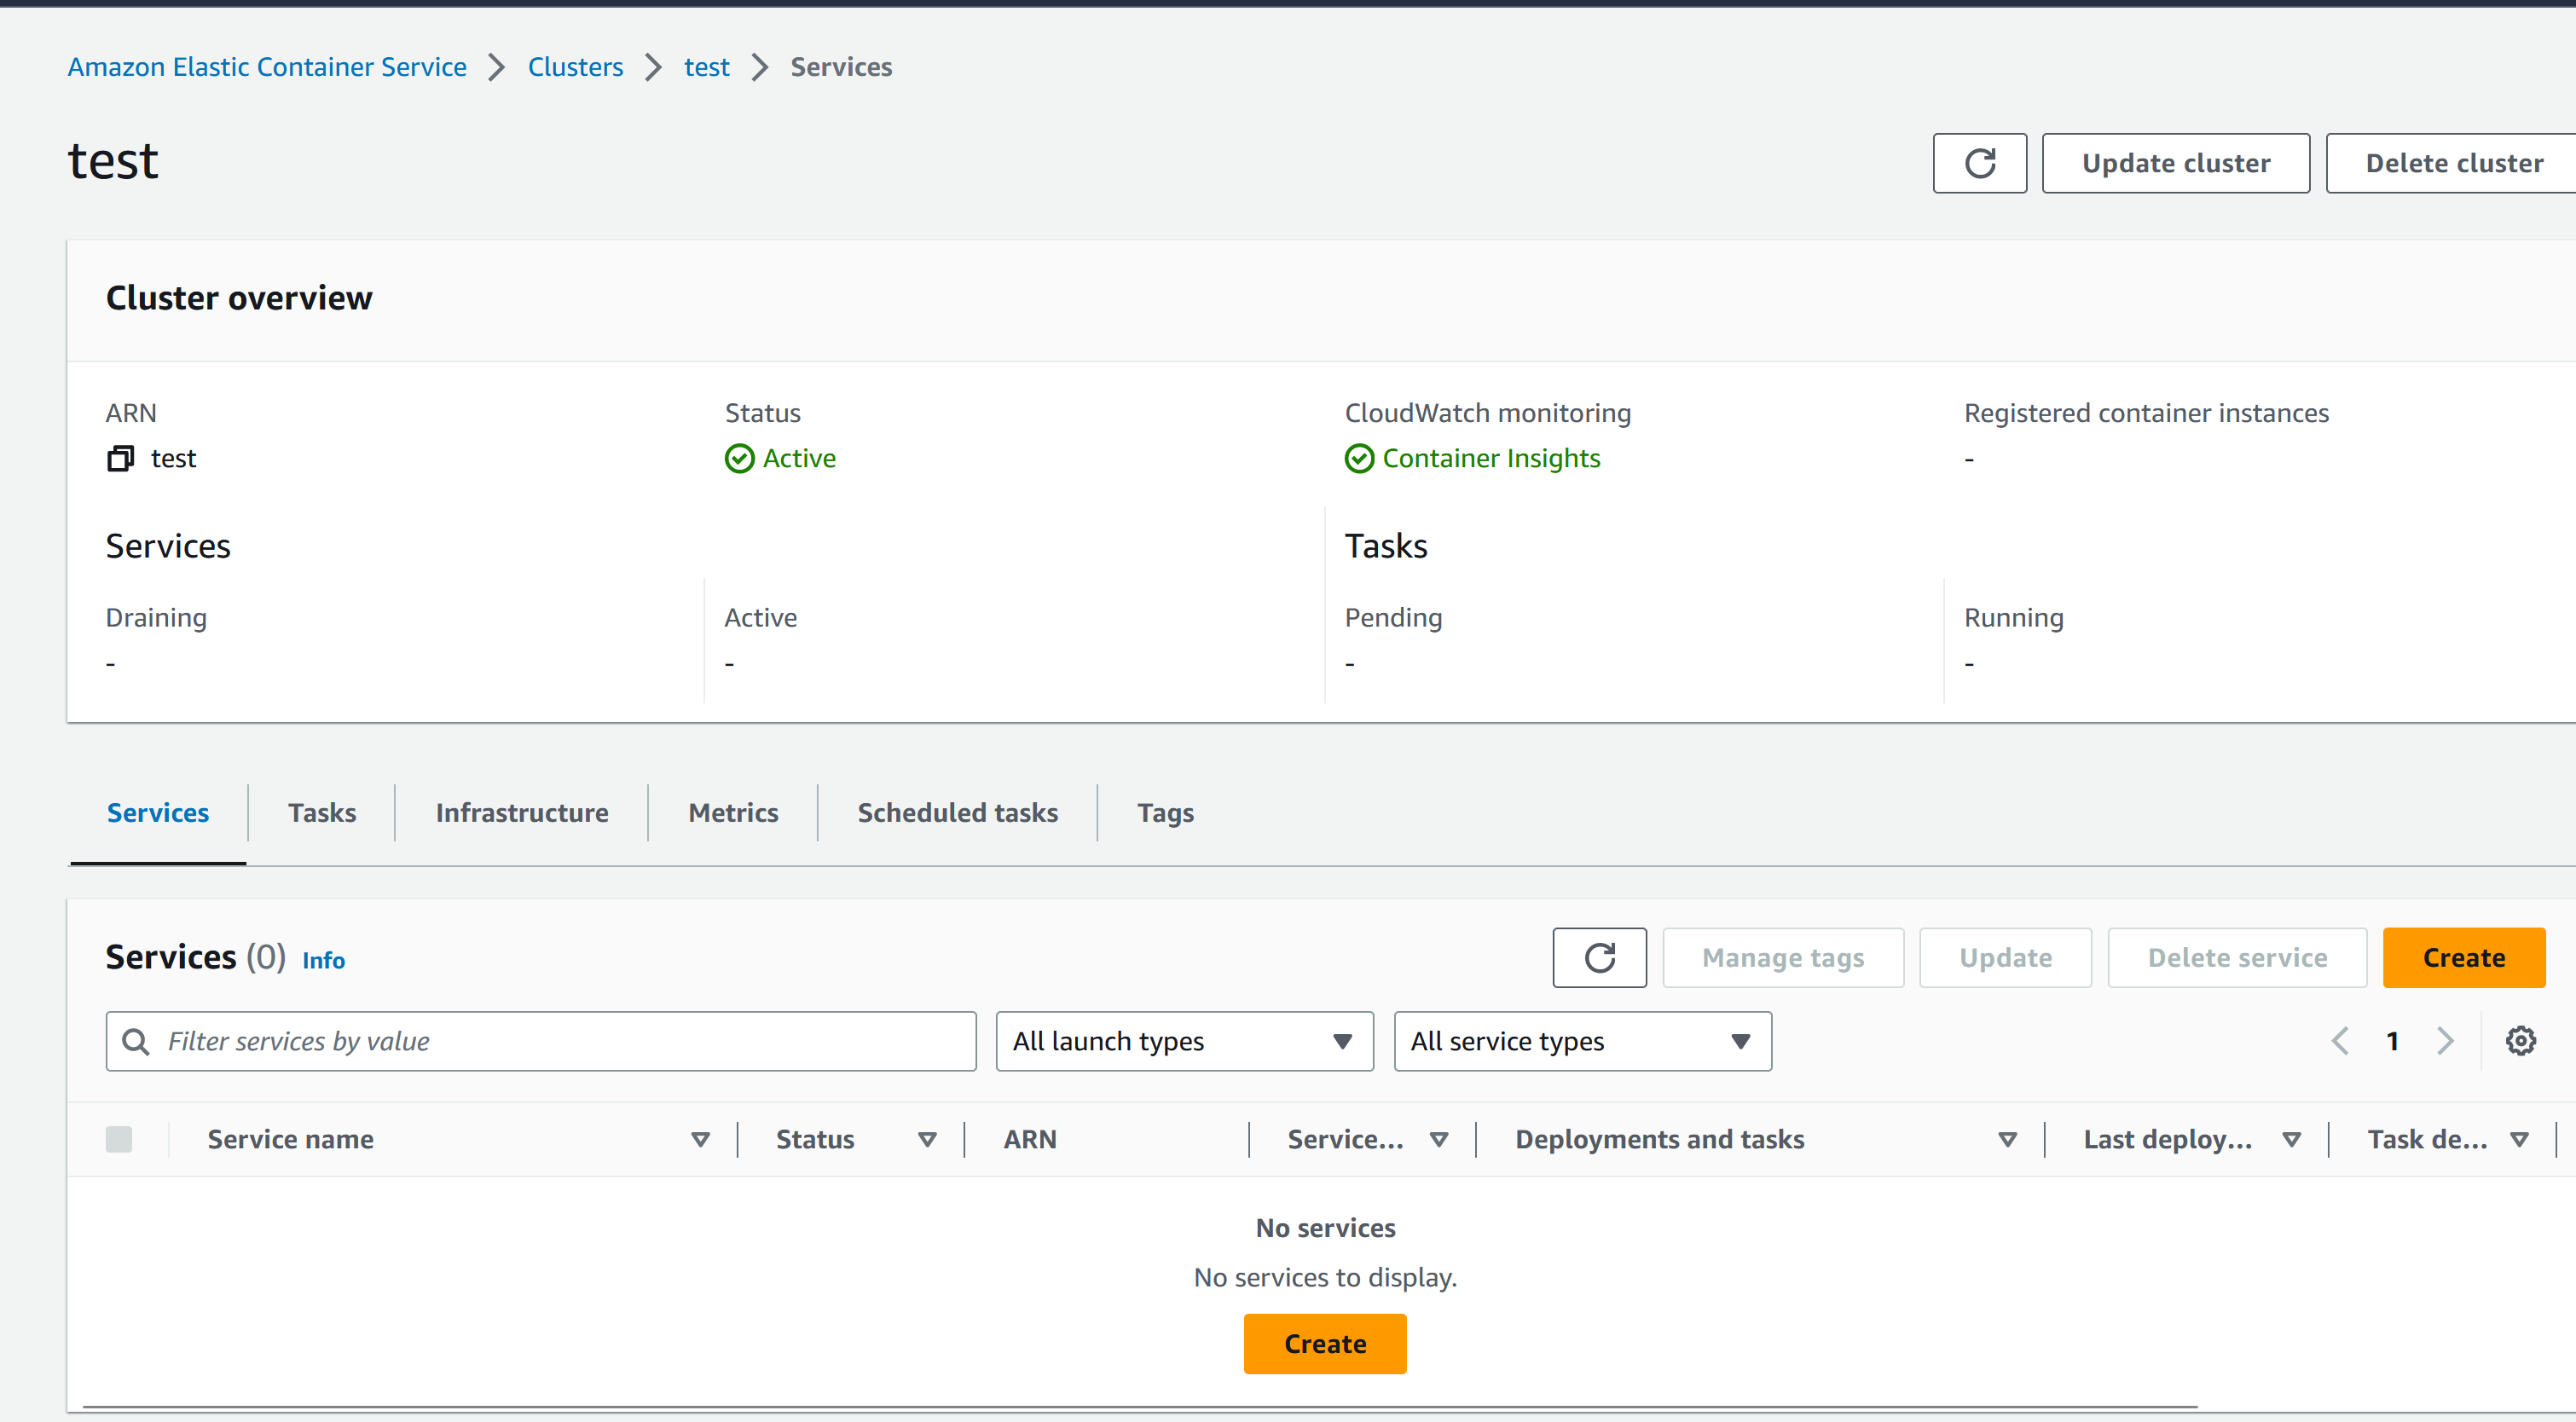 Amazon Elastic Container Service > Clusters > test > Services
test
Update cluster
Delete cluster
Cluster overview
ARN
test
Status
Active
CloudWatch monitoring
Container Insights
Registered container instances
-
Services
Tasks
Draining
-
Active
-
Pending
-
Running
-
Services
Tasks
Infrastructure
Metrics
Scheduled tasks
Tags
Services (0) Info
Manage tags
Update
Delete service
Create
Filter services by value
All launch types
All service types
1
Service name
Status
ARN
Service...
Deployments and tasks
Last deploy...
Task de...
No services
No services to display.
Create